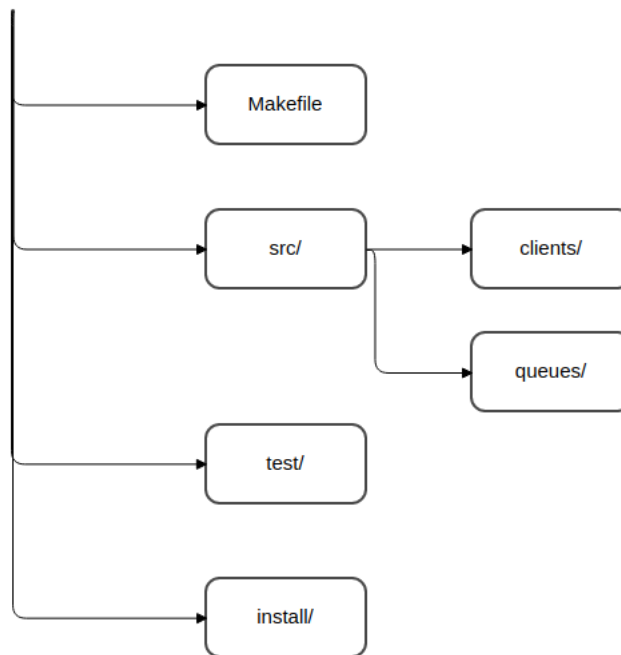 Makefile
src/
clients/
queues/
test/
install/